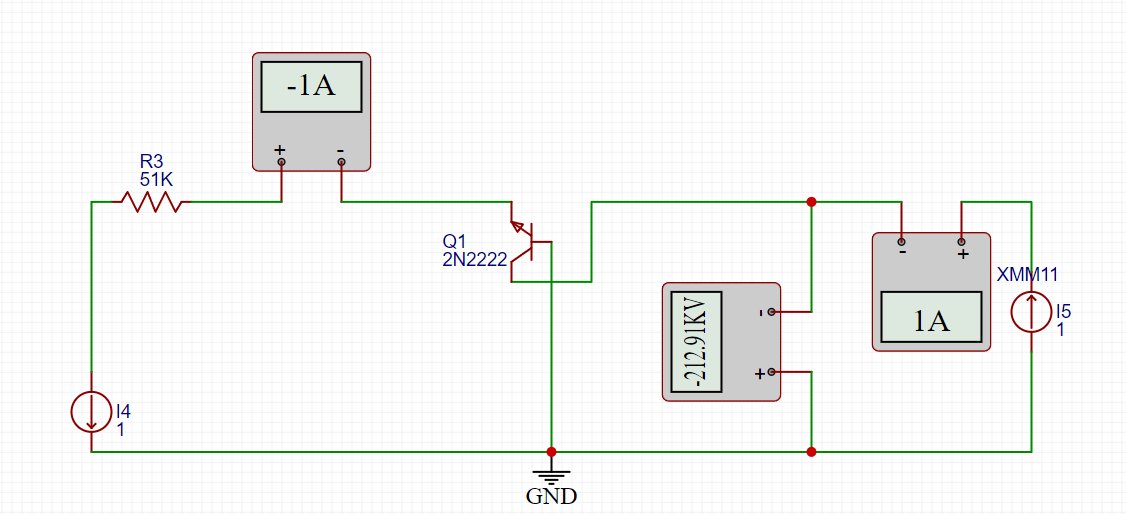 -1A
+ -
R3
51K
Q1
2N2222
- +
XMM11
1A
-212.91KV
-
+
I5
1
I4
1
GND